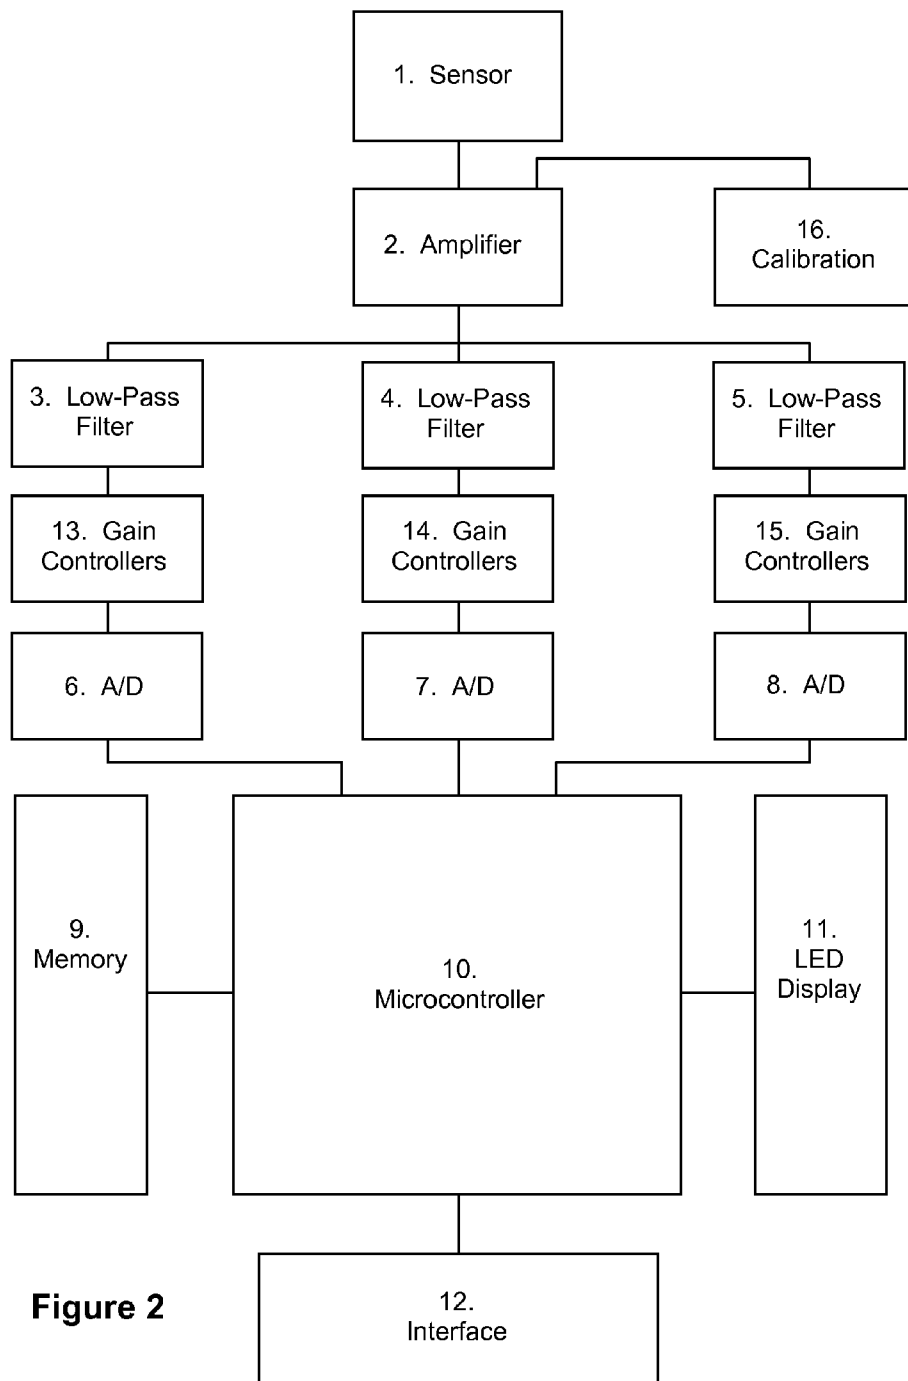 1. Sensor
2. Amplifier
16.
Calibration
3. Low-Pass
Filter
4. Low-Pass
Filter
5. Low-Pass
Filter
13. Gain
Controllers
14. Gain
Controllers
15. Gain
Controllers
6. A/D
7. A/D
8. A/D
9.
Memory
10.
Microcontroller
11.
LED
Display
12.
Interface
Figure 2